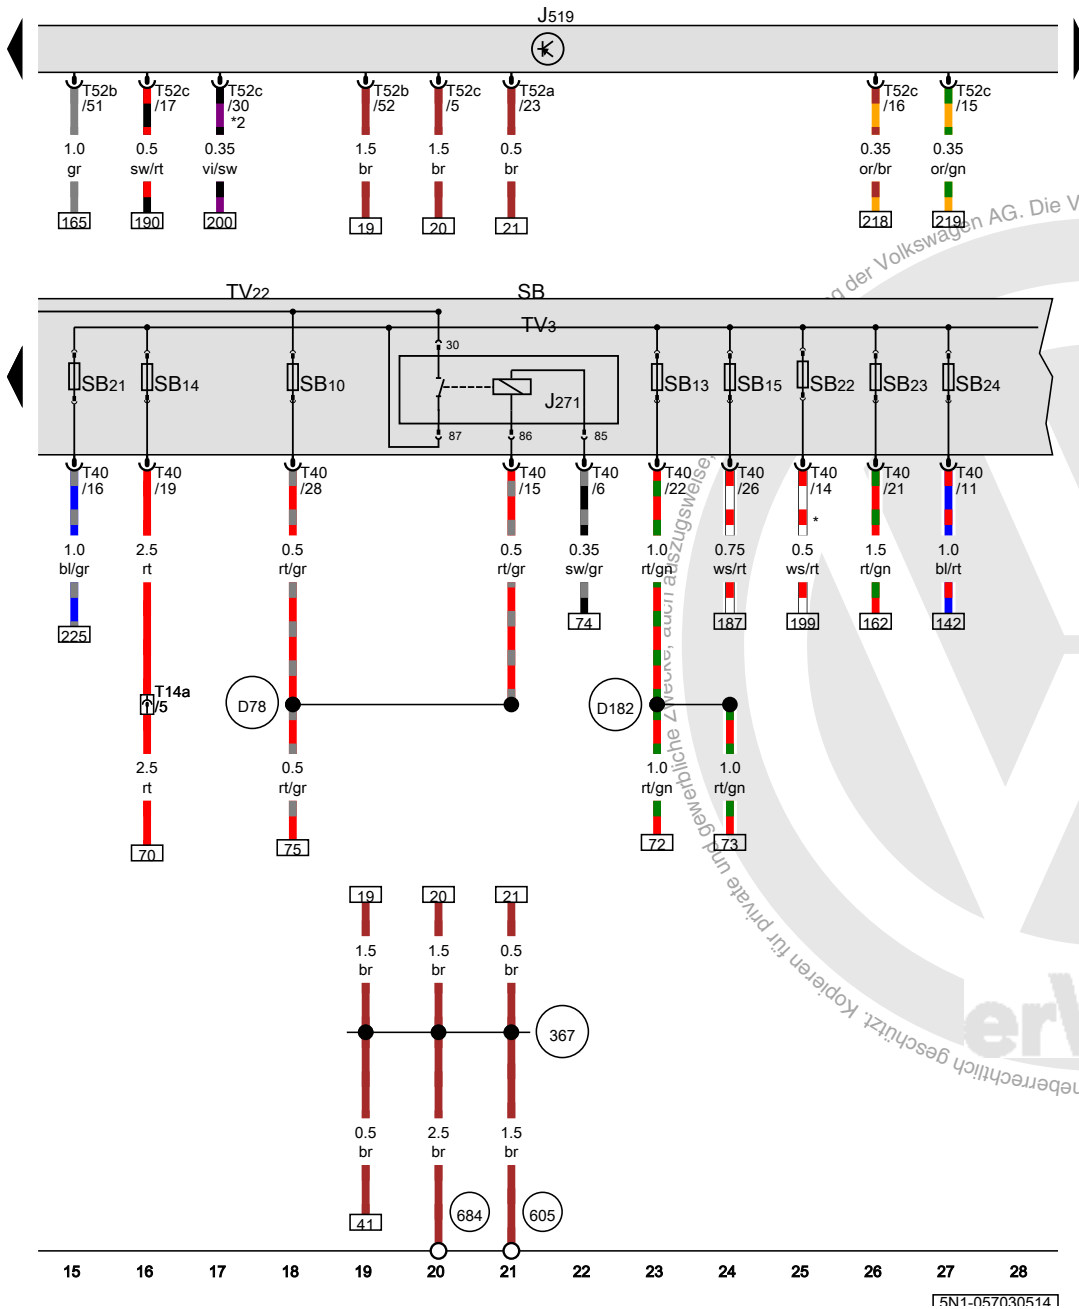 J519
T52b /51
T52c /17
T52c /30 *2
T52b /52
T52c /5
T52a /23
T52c /16
T52c /15
1.0 gr
0.5 sw/rt
0.35 vi/sw
1.5 br
1.5 br
0.5 br
0.35 or/br
0.35 or/gn
165
190
200
19
20
21
218
219
TV22
SB
TV3
30
SB21
SB14
SB10
J271
SB13
SB15
SB22
SB23
SB24
87
86
85
T40 /16
T40 /19
T40 /28
T40 /15
T40 /6
T40 /22
T40 /26
T40 /14 *
T40 /21
T40 /11
1.0 bl/gr
2.5 rt
0.5 rt/gr
0.5 rt/gr
0.35 sw/gr
1.0 rt/gn
0.75 ws/rt
0.5 ws/rt
1.5 rt/gn
1.0 bl/rt
225
74
187
199
162
142
T14a /5
D78
D182
2.5 rt
0.5 rt/gr
1.0 rt/gn
1.0 rt/gn
70
75
72
73
19
20
21
1.5 br
1.5 br
0.5 br
367
0.5 br
2.5 br
1.5 br
41
684
605
15 16 17 18 19 20 21 22 23 24 25 26 27 28
5N1-057030514
der Volkswagen AG. Die V
Zwecke, auch auszugsweise,
Kopieren für private und gewerbliche
geschützt.
erV